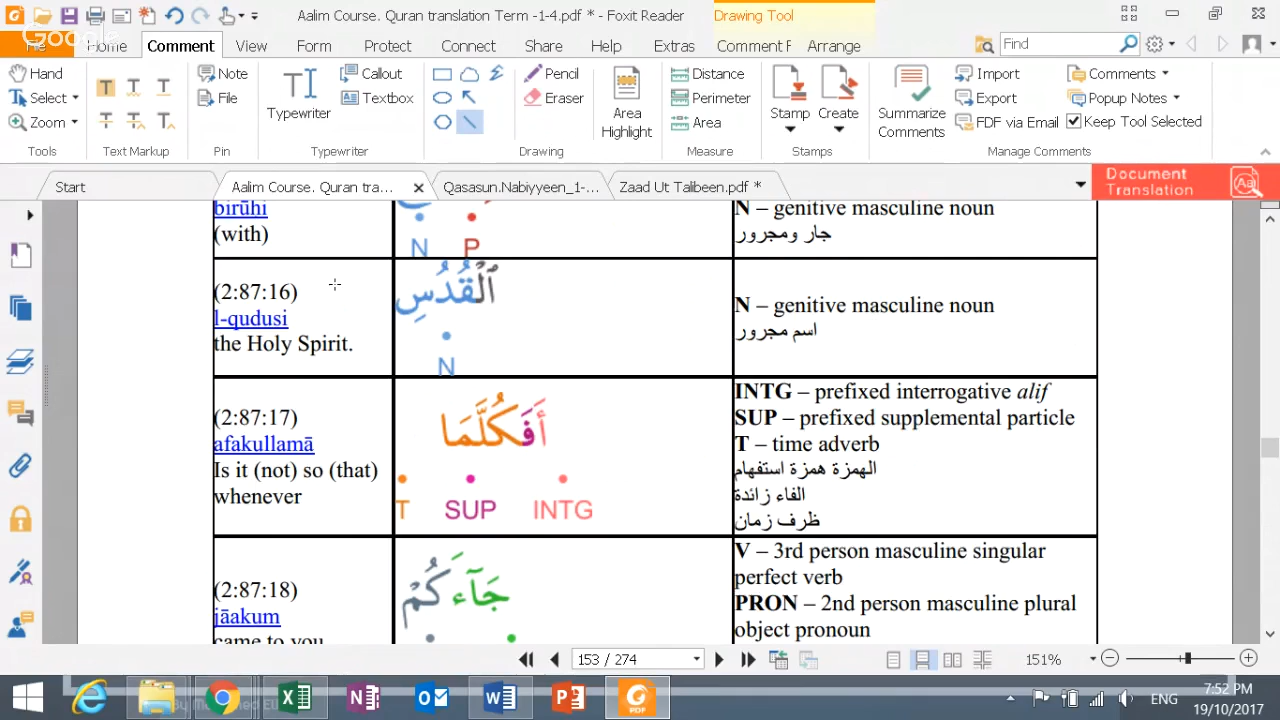 Aalim Course. Quran translation Term -1-4.pdf * - Foxit Reader
Drawing Tool
Home Comment View Form Protect Connect Share Help Extras Comment F Arrange
Find
Hand
Select
Zoom
Tools
Text Markup
Note
File
Pin
Typewriter
Callout
Textbox
Typewriter
Pencil
Eraser
Drawing
Area
Highlight
Distance
Perimeter
Area
Measure
Stamp
Create
Stamps
Summarize
Comments
Import
Export
FDF via Email
Comments
Popup Notes
Keep Tool Selected
Manage Comments
Start
Aalim Course. Quran tra...
Qasasun.Nabiyyeen_1-...
Zaad Ut Talibeen.pdf *
Document
Translation
birūḥi
(with)
N P
N – genitive masculine noun
جار ومجرور
(2:87:16)
l-qudusi
the Holy Spirit.
ٱلْقُدُسِ
N
N – genitive masculine noun
اسم مجرور
(2:87:17)
afakullamā
Is it (not) so (that)
whenever
أَفَكُلَّمَا
T SUP INTG
INTG – prefixed interrogative alif
SUP – prefixed supplemental particle
T – time adverb
الهمزة همزة استفهام
الفاء زائدة
ظرف زمان
(2:87:18)
jāakum
came to you
جَآءَكُمْ
V – 3rd person masculine singular
perfect verb
PRON – 2nd person masculine plural
object pronoun
153 / 274
151%
ENG
7:52 PM
19/10/2017